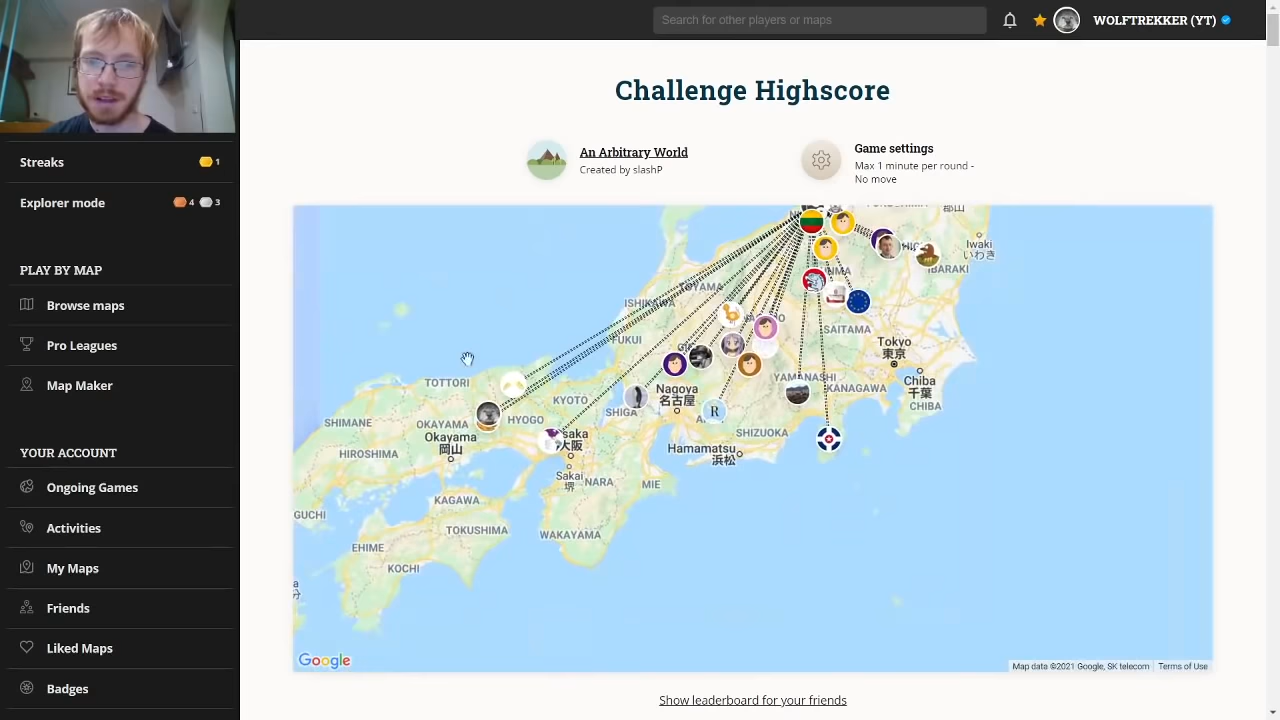 Search for other players or maps
WOLFTREKKER (YT)
Challenge Highscore
An Arbitrary World
Created by slashP
Game settings
Max 1 minute per round -
No move
Streaks
1
Explorer mode
4
3
PLAY BY MAP
Browse maps
Pro Leagues
Map Maker
YOUR ACCOUNT
Ongoing Games
Activities
My Maps
Friends
Liked Maps
Badges
郡山
Iwaki
いわき
IBARAKI
TOYAMA
ISHIKAWA
FUKUI
SAITAMA
Tokyo
東京
TOTTORI
KYOTO
SHIGA
Nagoya
名古屋
YAMANASHI
KANAGAWA
Chiba
千葉
CHIBA
SHIMANE
OKAYAMA
HYOGO
Okayama
岡山
R
SHIZUOKA
HIROSHIMA
saka
大阪
Hamamatsu
浜松
Sakai
堺
NARA
MIE
KAGAWA
GUCHI
TOKUSHIMA
WAKAYAMA
EHIME
KOCHI
Google
Map data ©2021 Google, SK telecom
Terms of Use
Show leaderboard for your friends